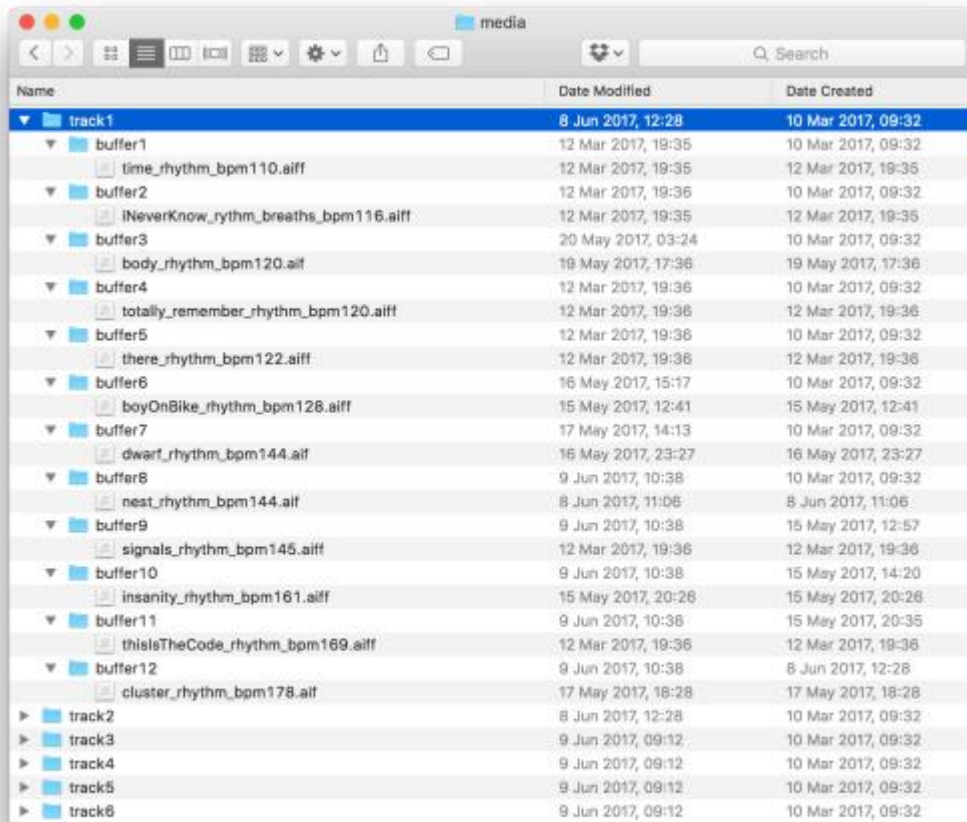 media
Search
Name Date Modified Date Created
track1 8 Jun 2017, 12:28 10 Mar 2017, 09:32
buffer1 12 Mar 2017, 19:35 10 Mar 2017, 09:32
time_rhythm_bpm110.aiff 12 Mar 2017, 19:35 12 Mar 2017, 19:35
buffer2 12 Mar 2017, 19:36 10 Mar 2017, 09:32
iNeverKnow_rythm_breaths_bpm116.aiff 12 Mar 2017, 19:35 12 Mar 2017, 19:35
buffer3 20 May 2017, 03:24 10 Mar 2017, 09:32
body_rhythm_bpm120.aif 19 May 2017, 17:36 19 May 2017, 17:36
buffer4 12 Mar 2017, 19:36 10 Mar 2017, 09:32
totally_remember_rhythm_bpm120.aiff 12 Mar 2017, 19:36 12 Mar 2017, 19:36
buffer5 12 Mar 2017, 19:36 10 Mar 2017, 09:32
there_rhythm_bpm122.aiff 12 Mar 2017, 19:36 12 Mar 2017, 19:36
buffer6 16 May 2017, 15:17 10 Mar 2017, 09:32
boyOnBike_rhythm_bpm128.aiff 15 May 2017, 12:41 15 May 2017, 12:41
buffer7 17 May 2017, 14:13 10 Mar 2017, 09:32
dwarf_rhythm_bpm144.aif 16 May 2017, 23:27 16 May 2017, 23:27
buffer8 9 Jun 2017, 10:38 10 Mar 2017, 09:32
nest_rhythm_bpm144.aif 8 Jun 2017, 11:06 8 Jun 2017, 11:06
buffer9 9 Jun 2017, 10:38 15 May 2017, 12:57
signals_rhythm_bpm145.aiff 12 Mar 2017, 19:36 12 Mar 2017, 19:36
buffer10 9 Jun 2017, 10:38 15 May 2017, 14:20
insanity_rhythm_bpm161.aiff 15 May 2017, 20:26 15 May 2017, 20:26
buffer11 9 Jun 2017, 10:38 15 May 2017, 20:35
thisIsTheCode_rhythm_bpm169.aiff 12 Mar 2017, 19:36 12 Mar 2017, 19:36
buffer12 9 Jun 2017, 10:38 8 Jun 2017, 12:28
cluster_rhythm_bpm178.aif 17 May 2017, 18:28 17 May 2017, 18:28
track2 8 Jun 2017, 12:28 10 Mar 2017, 09:32
track3 9 Jun 2017, 09:12 10 Mar 2017, 09:32
track4 9 Jun 2017, 09:12 10 Mar 2017, 09:32
track5 9 Jun 2017, 09:12 10 Mar 2017, 09:32
track6 9 Jun 2017, 09:12 10 Mar 2017, 09:32